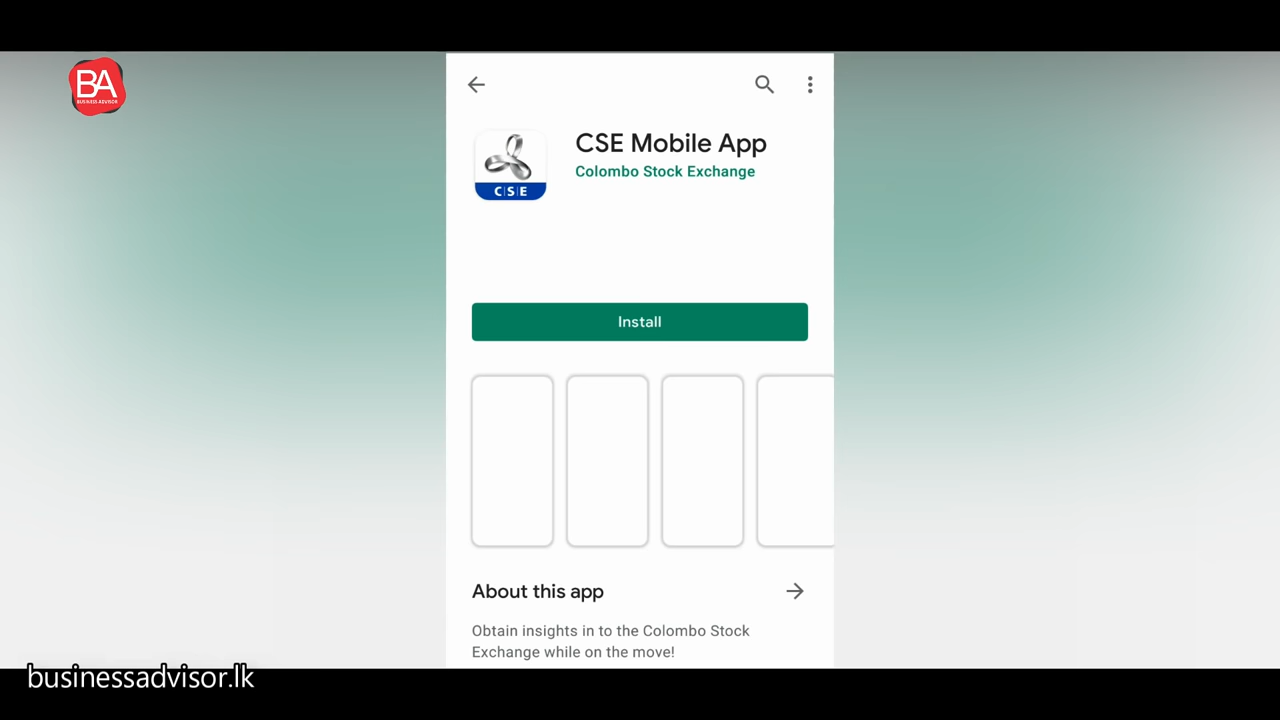 BA
BUSINESS ADVISOR
CSE Mobile App
Colombo Stock Exchange
C|S|E
Install
About this app
Obtain insights in to the Colombo Stock
Exchange while on the move!
businessadvisor.lk